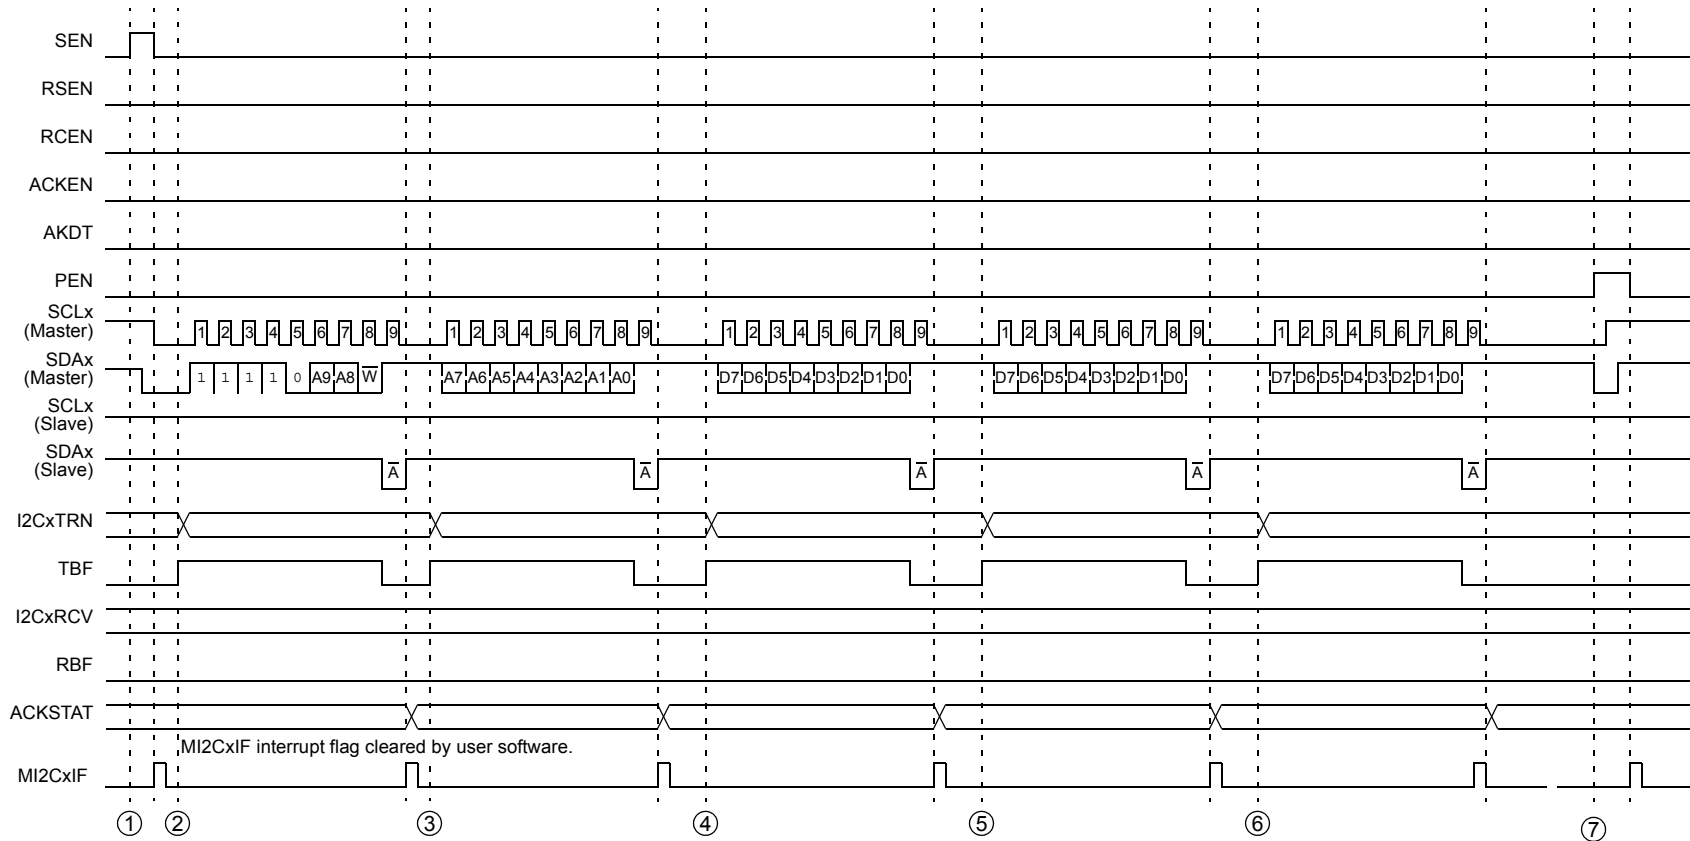 SEN
RSEN
RCEN
ACKEN
AKDT
PEN
SCLx
(Master)
1 2 3 4 5 6 7 8 9 1 2 3 4 5 6 7 8 9 1 2 3 4 5 6 7 8 9 1 2 3 4 5 6 7 8 9 1 2 3 4 5 6 7 8 9
SDAx
(Master)
1 1 1 1 0 A9 A8 W̅ A7 A6 A5 A4 A3 A2 A1 A0 D7 D6 D5 D4 D3 D2 D1 D0 D7 D6 D5 D4 D3 D2 D1 D0 D7 D6 D5 D4 D3 D2 D1 D0
SCLx
(Slave)
SDAx
(Slave)
A̅ A̅ A̅ A̅ A̅
I2CxTRN
TBF
I2CxRCV
RBF
ACKSTAT
MI2CxIF interrupt flag cleared by user software.
MI2CxIF
1 2 3 4 5 6 7